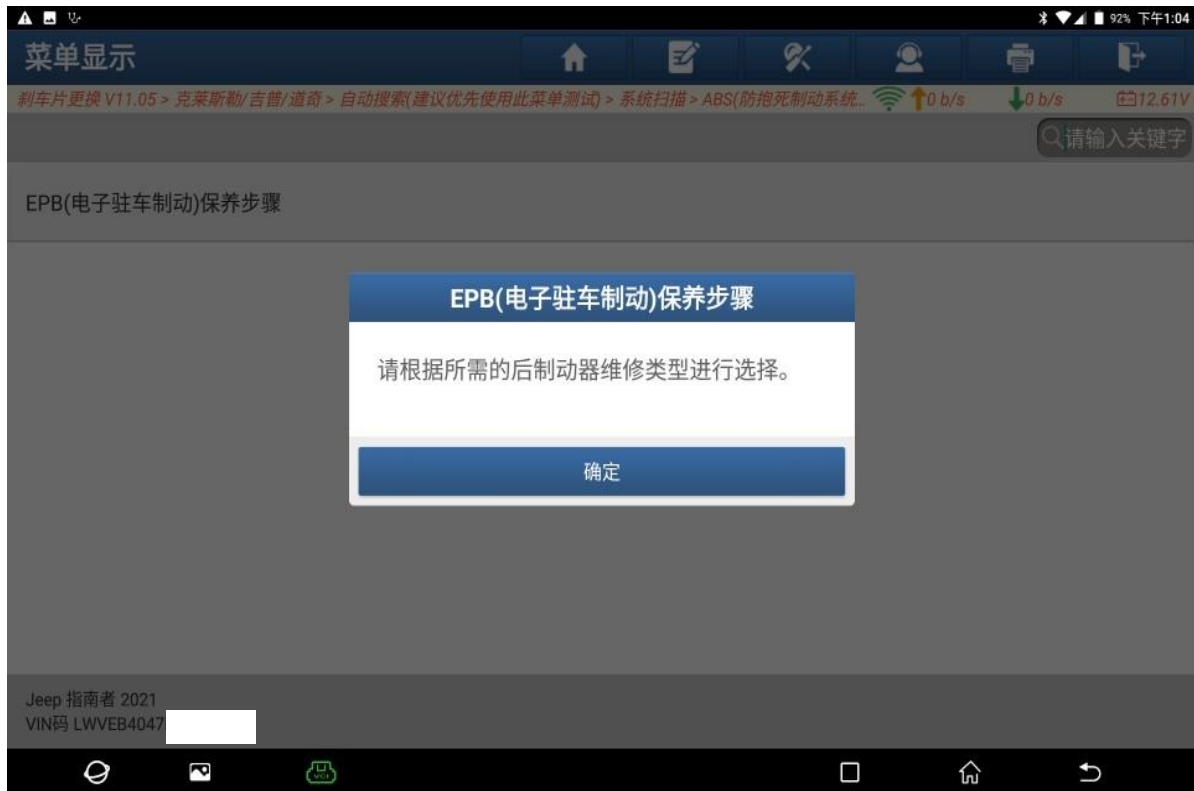 92% 下午1:04
菜单显示
刹车片更换 V11.05 > 克莱斯勒/吉普/道奇 > 自动搜索(建议优先使用此菜单测试) > 系统扫描 > ABS(防抱死制动系统... 0 b/s 0 b/s 12.61V
请输入关键字
EPB(电子驻车制动)保养步骤
EPB(电子驻车制动)保养步骤
请根据所需的后制动器维修类型进行选择。
确定
Jeep 指南者 2021
VIN码 LWVEB4047
VCI